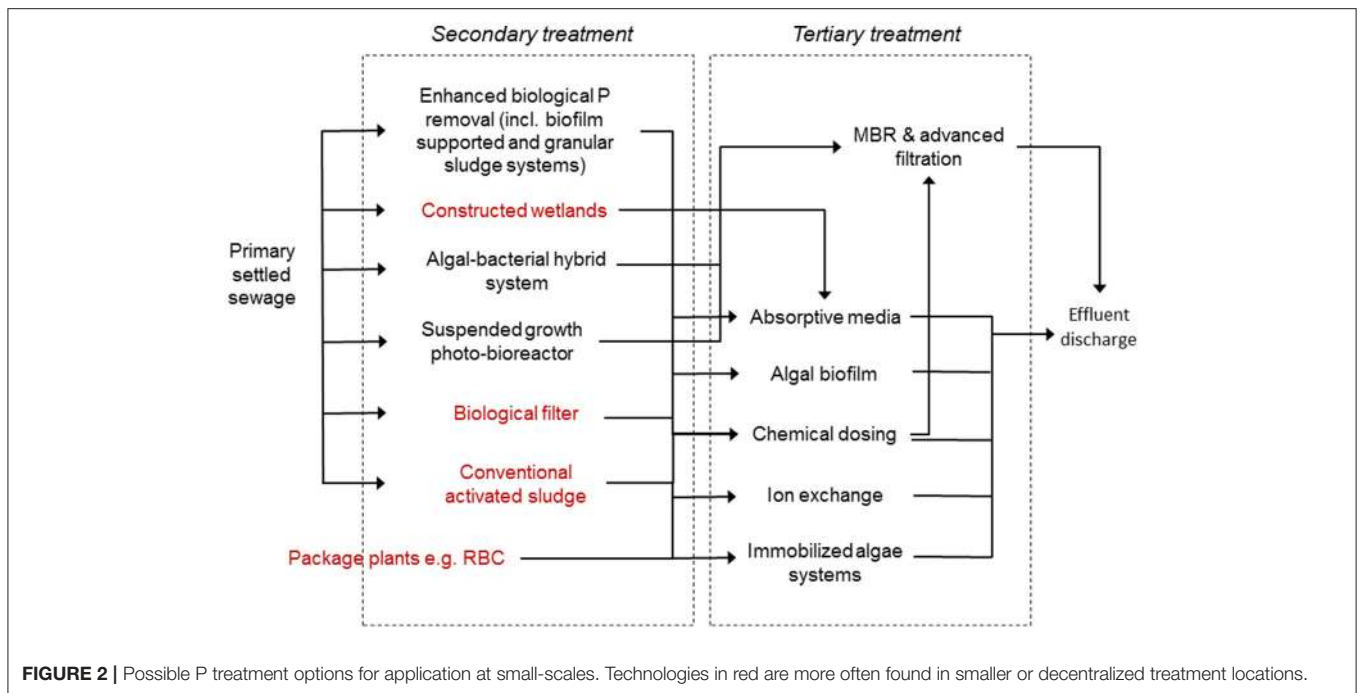 Secondary treatment
Tertiary treatment
Primary
settled
sewage
Enhanced biological P
removal (incl. biofilm
supported and granular
sludge systems)
Constructed wetlands
Algal-bacterial hybrid
system
Suspended growth
photo-bioreactor
Biological filter
Conventional
activated sludge
Package plants e.g. RBC
MBR & advanced
filtration
Absorptive media
Algal biofilm
Chemical dosing
Ion exchange
Immobilized algae
systems
Effluent
discharge
FIGURE 2 | Possible P treatment options for application at small-scales. Technologies in red are more often found in smaller or decentralized treatment locations.